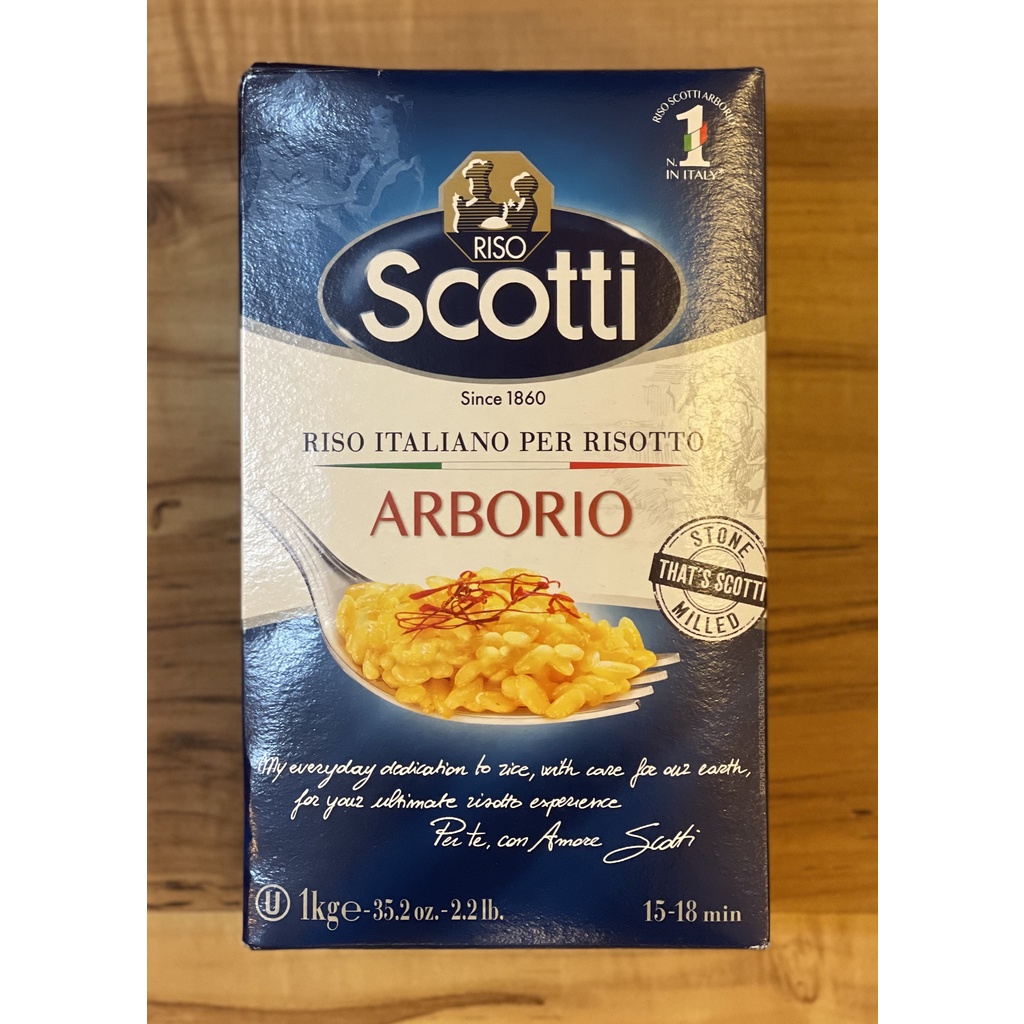 RISO SCOTTI ARBORI
N. 1
IN ITALY*
RISO
Scotti
Since 1860
RISO ITALIANO PER RISOTTO
ARBORIO
STONE
THAT'S SCOTTI
MILLED
My everyday dedication to rice, with care for our earth,
for your ultimate risotto experience
Per te, con Amore Scotti
U 1kg e - 35.2 oz. - 2.2 lb.
15-18 min